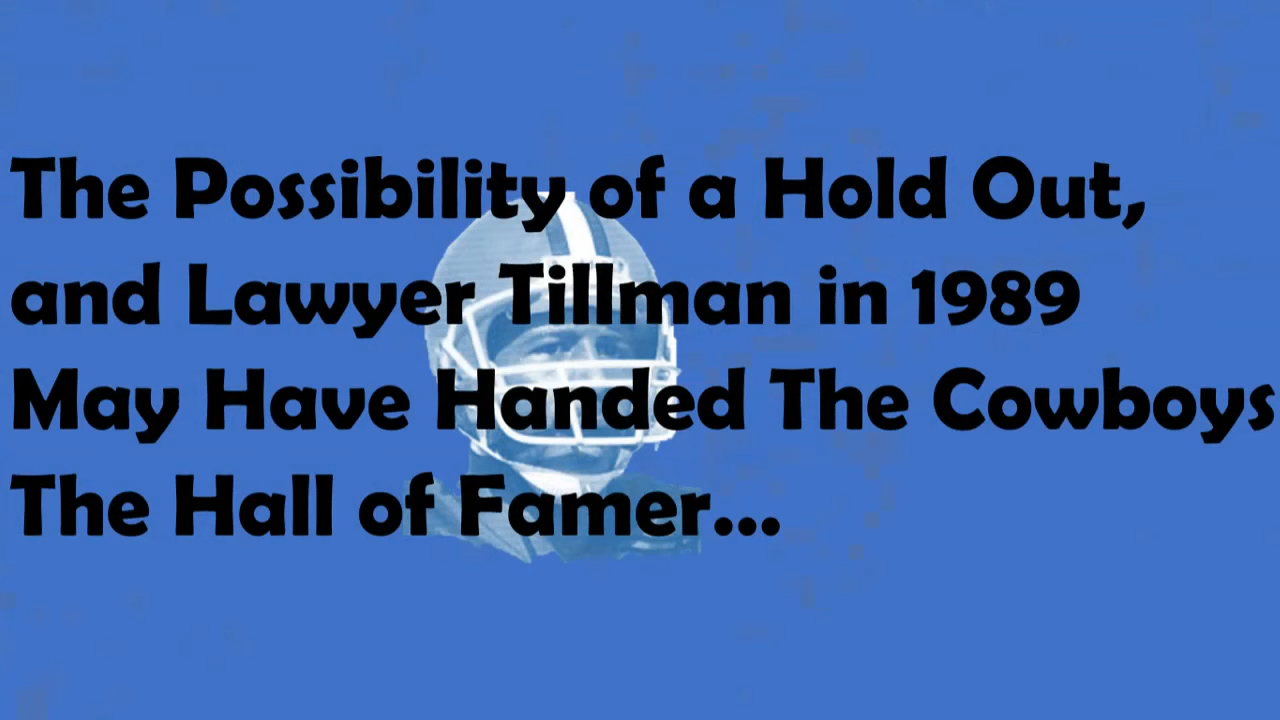 The Possibility of a Hold Out,
and Lawyer Tillman in 1989
May Have Handed The Cowboys
The Hall of Famer...